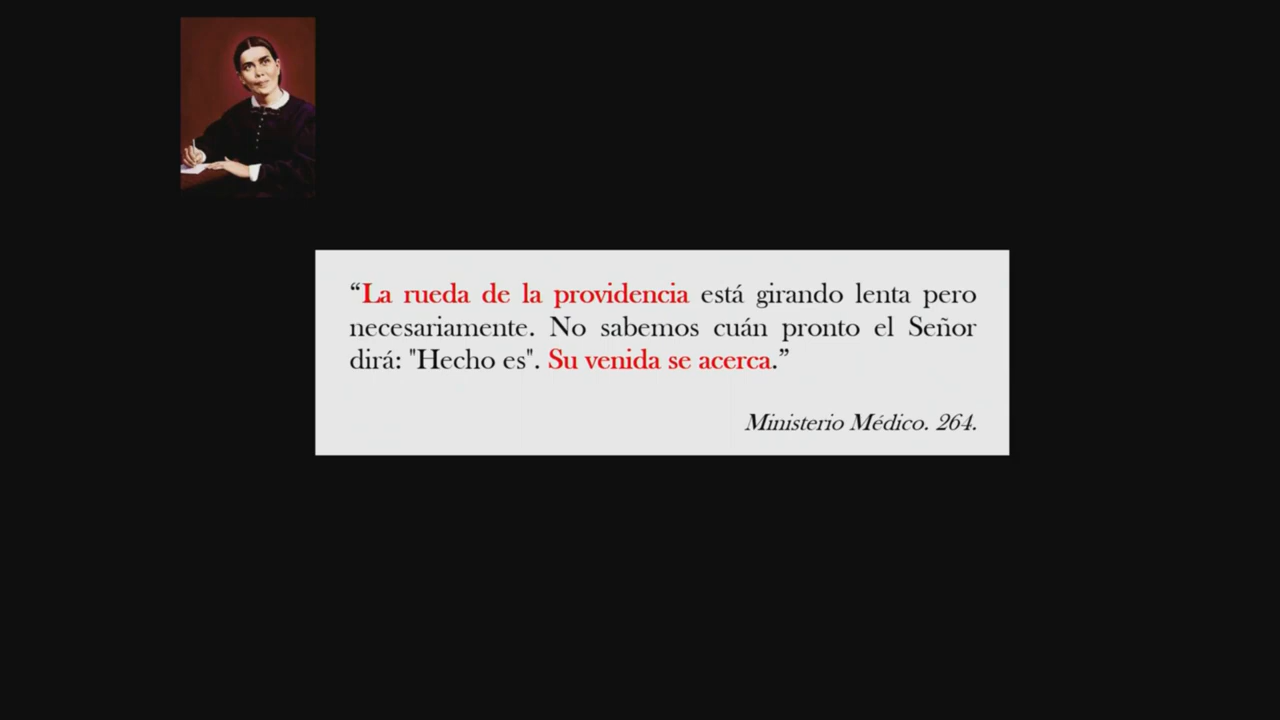 “La rueda de la providencia está girando lenta pero
necesariamente. No sabemos cuán pronto el Señor
dirá: "Hecho es". Su venida se acerca.”
Ministerio Médico. 264.